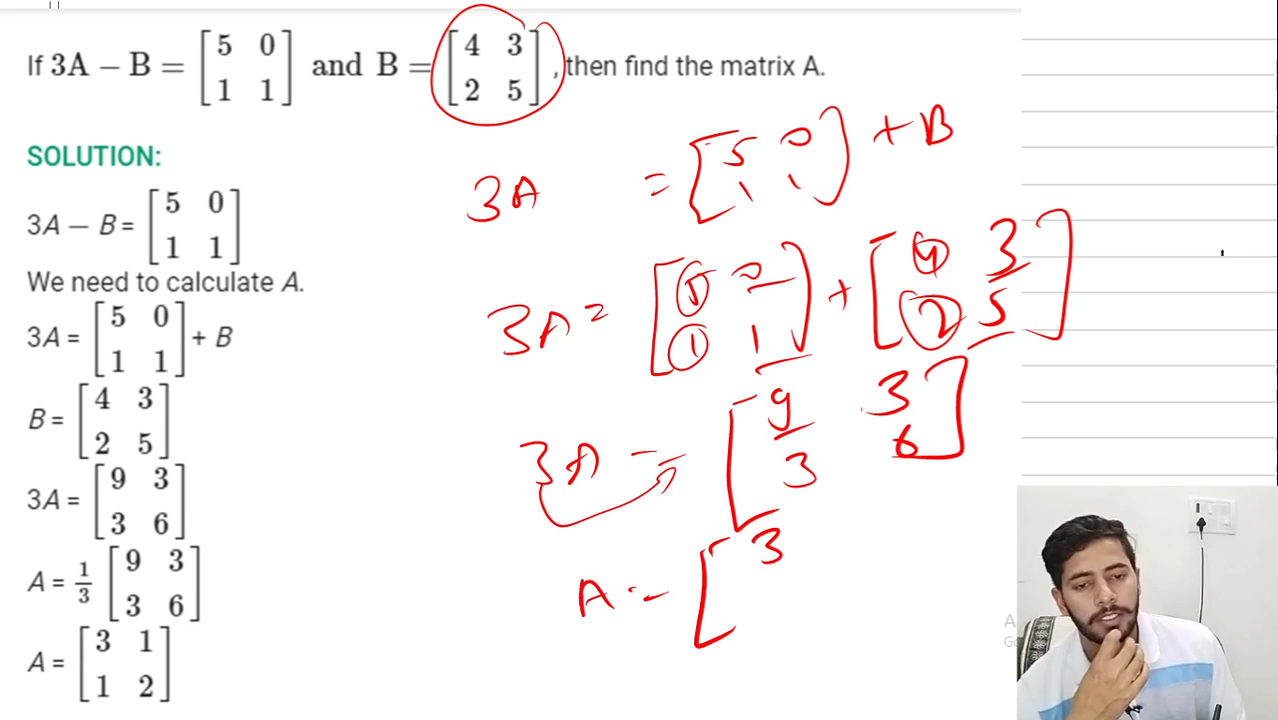 If 3A − B = [5 0
1 1] and B = [4 3
2 5], then find the matrix A.
SOLUTION:
3A − B = [5 0
1 1]
We need to calculate A.
3A = [5 0
1 1] + B
B = [4 3
2 5]
3A = [9 3
3 6]
A = 1/3 [9 3
3 6]
A = [3 1
1 2]
3A = [5 0
1 1] + B
3A = [5 0
1 1] + [4 3
2 5]
3A = [9 3
3 6]
A = [3